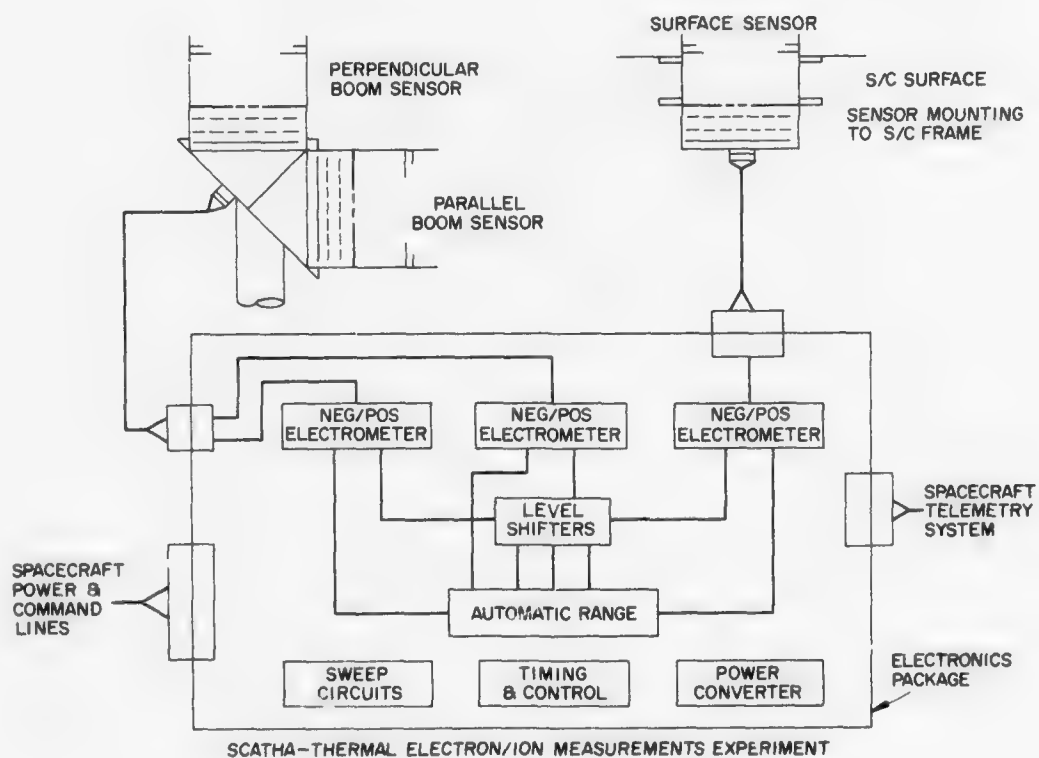 SURFACE SENSOR
PERPENDICULAR
BOOM SENSOR
S/C SURFACE
SENSOR MOUNTING
TO S/C FRAME
PARALLEL
BOOM SENSOR
NEG/POS
ELECTROMETER
NEG/POS
ELECTROMETER
NEG/POS
ELECTROMETER
LEVEL
SHIFTERS
SPACECRAFT
TELEMETRY
SYSTEM
SPACECRAFT
POWER &
COMMAND
LINES
AUTOMATIC RANGE
SWEEP
CIRCUITS
TIMING
& CONTROL
POWER
CONVERTER
ELECTRONICS
PACKAGE
SCATHA-THERMAL ELECTRON/ION MEASUREMENTS EXPERIMENT